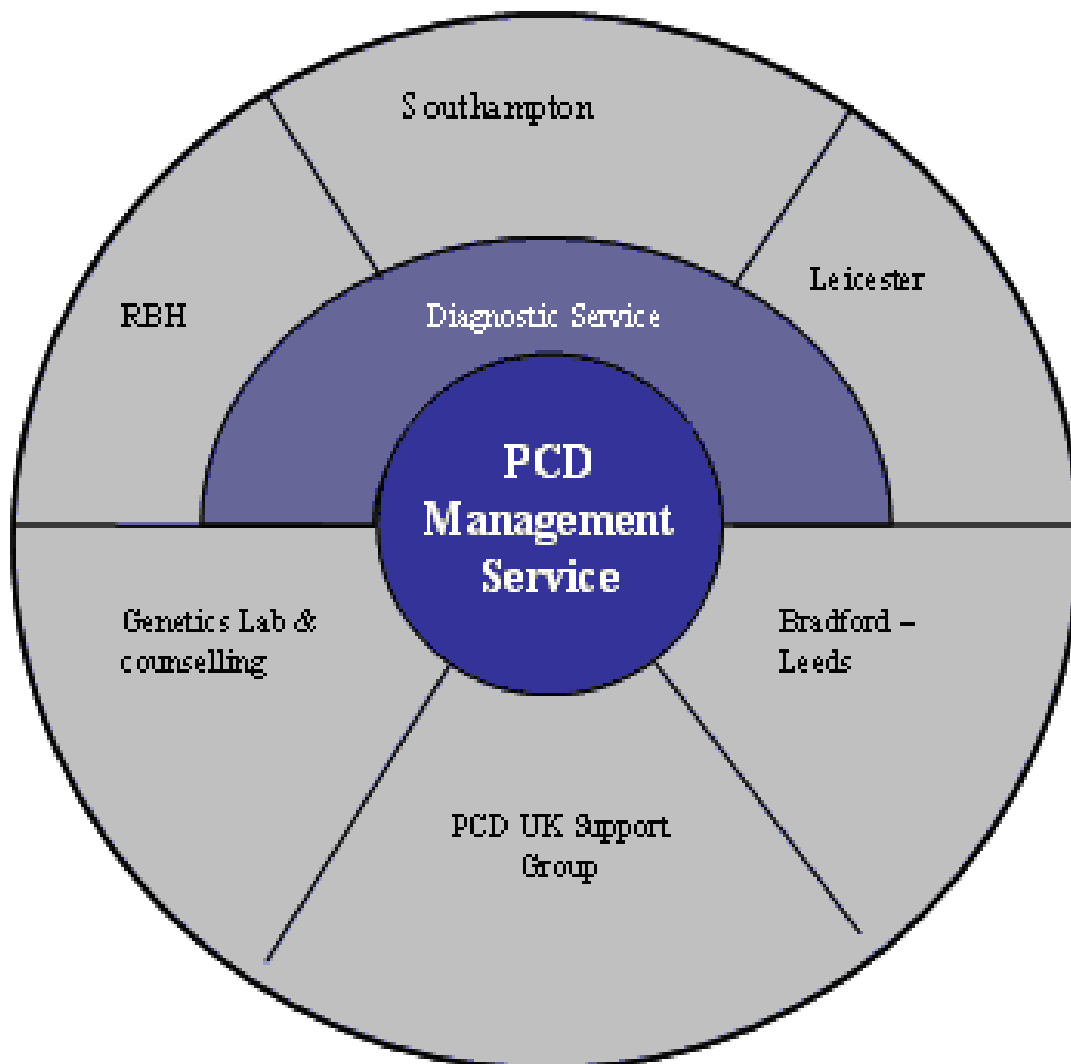 Southampton
Leicester
RBH
Diagnostic Service
PCD
Management
Service
Genetics Lab &
counselling
Bradford –
Leeds
PCD UK Support
Group